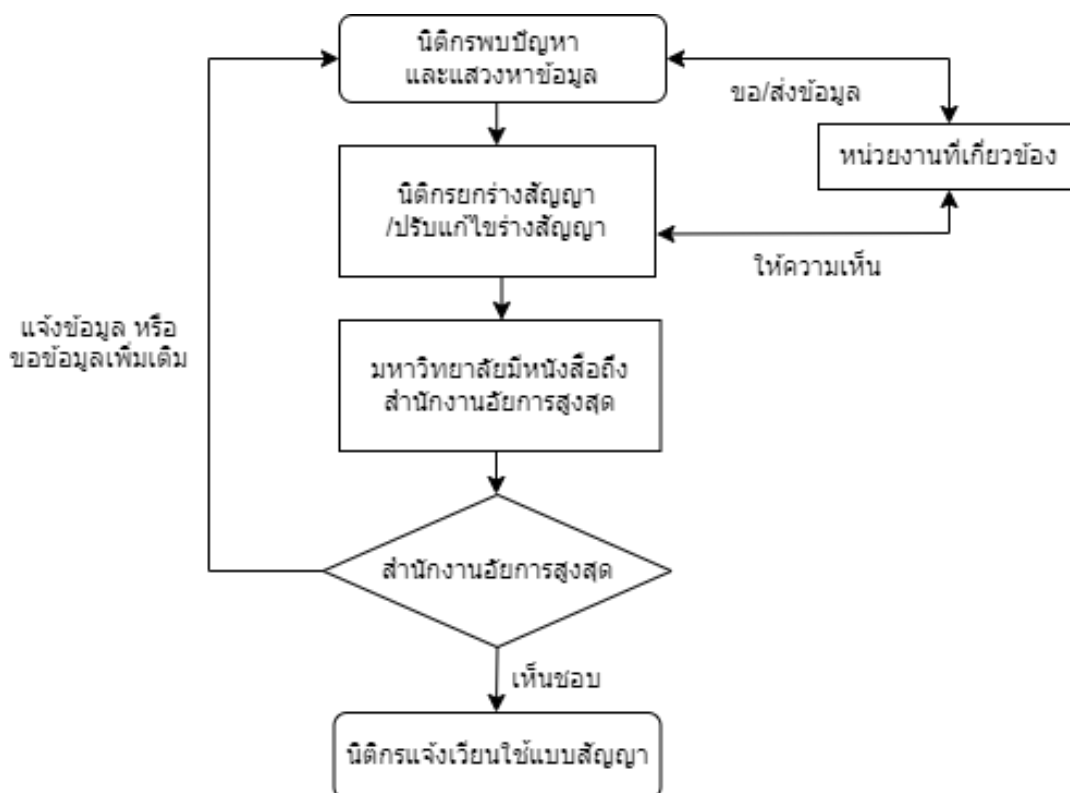 นิติกรพบปัญหา
และแสวงหาข้อมูล
ขอ/ส่งข้อมูล
หน่วยงานที่เกี่ยวข้อง
นิติกรยกร่างสัญญา
/ปรับแก้ไขร่างสัญญา
ให้ความเห็น
แจ้งข้อมูล หรือ
ขอข้อมูลเพิ่มเติม
มหาวิทยาลัยมีหนังสือถึง
สำนักงานอัยการสูงสุด
สำนักงานอัยการสูงสุด
เห็นชอบ
นิติกรแจ้งเวียนใช้แบบสัญญา